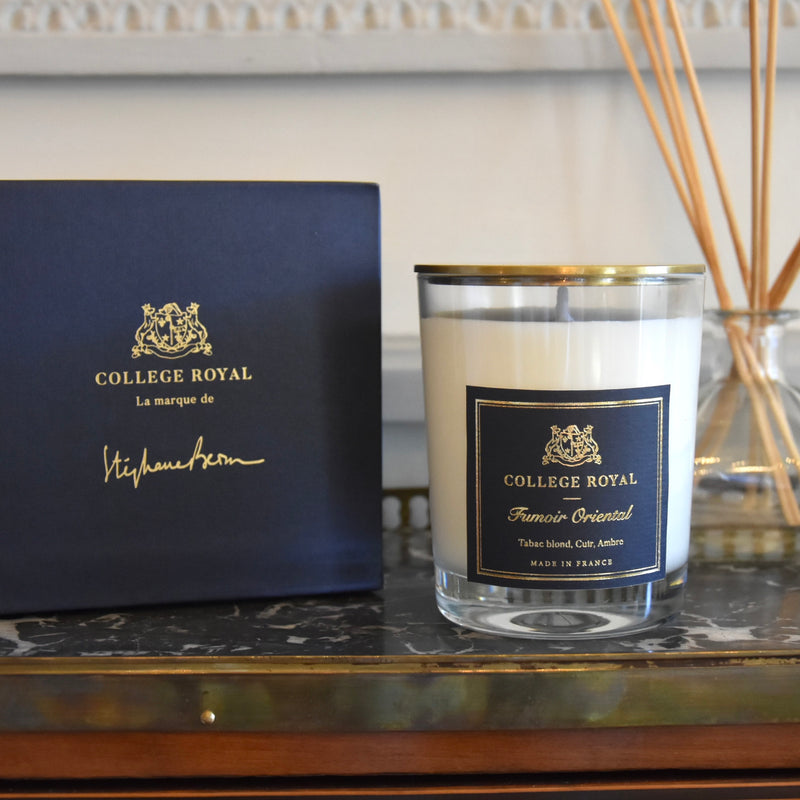 COLLEGE ROYAL
La marque de
Stéphane Bern
COLLEGE ROYAL
Fumoir Oriental
Tabac blond, Cuir, Ambre
MADE IN FRANCE